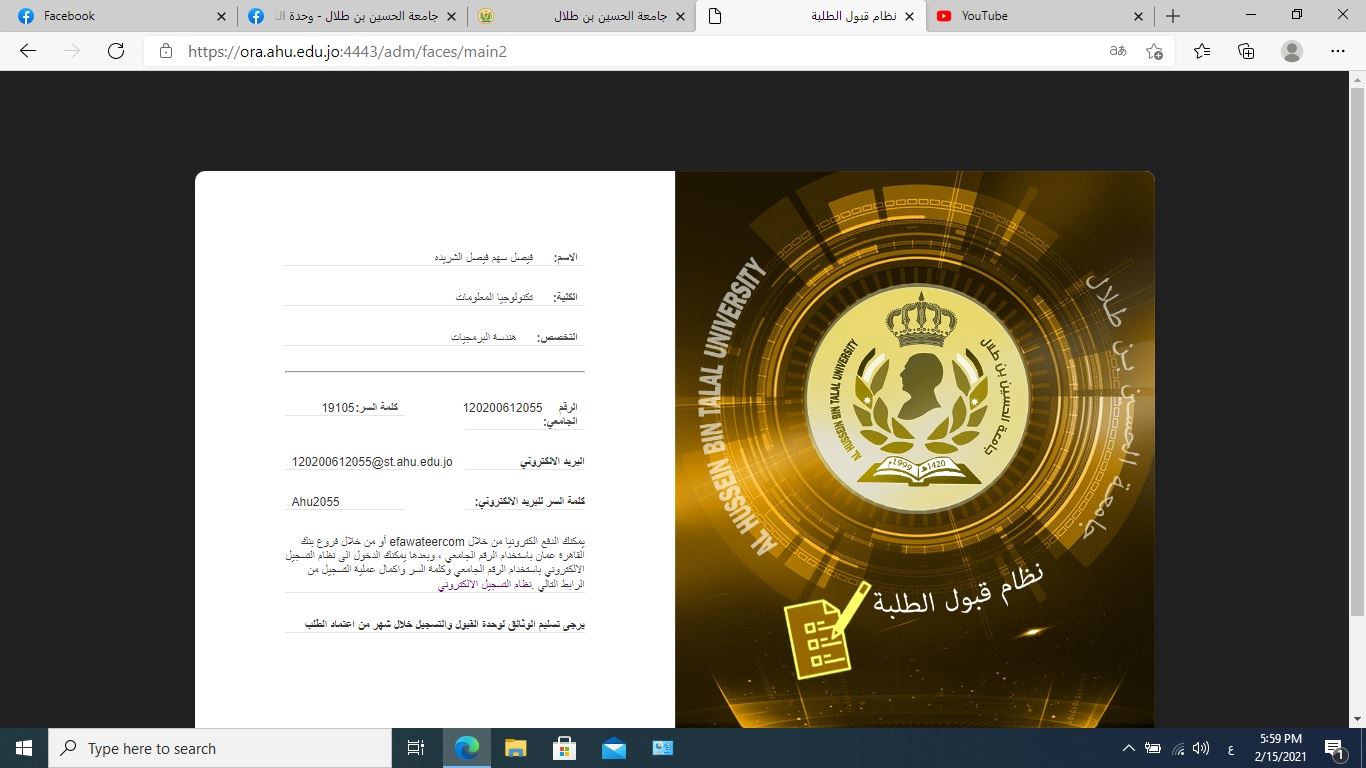 Facebook
جامعة الحسين بن طلال - وحدة الق
جامعة الحسين بن طلال
نظام قبول الطلبة
YouTube
https://ora.ahu.edu.jo:4443/adm/faces/main2
الاسم: فيصل سهم فيصل الشريده
الكلية: تكنولوجيا المعلومات
التخصص: هندسة البرمجيات
الرقم الجامعي: 120200612055 كلمة السر: 19105
البريد الالكتروني 120200612055@st.ahu.edu.jo
كلمة السر للبريد الالكتروني: Ahu2055
يمكنك الدفع الكترونيا من خلال efawateercom أو من خلال فروع بنك
القاهرة عمان باستخدام الرقم الجامعي ، وبعدها يمكنك الدخول الى نظام التسجيل
الالكتروني باستخدام الرقم الجامعي وكلمة السر واكمال عملية التسجيل من
الرابط التالي .نظام التسجيل الالكتروني
يرجى تسليم الوثائق لوحدة القبول والتسجيل خلال شهر من اعتماد الطلب
AL HUSSEIN BIN TALAL UNIVERSITY
جامعة الحسين بن طلال
AL HUSSEIN BIN TALAL UNIVERSITY
جامعة الحسين بن طلال
1999م 1420هـ
نظام قبول الطلبة
Type here to search
ع
5:59 PM
2/15/2021
1